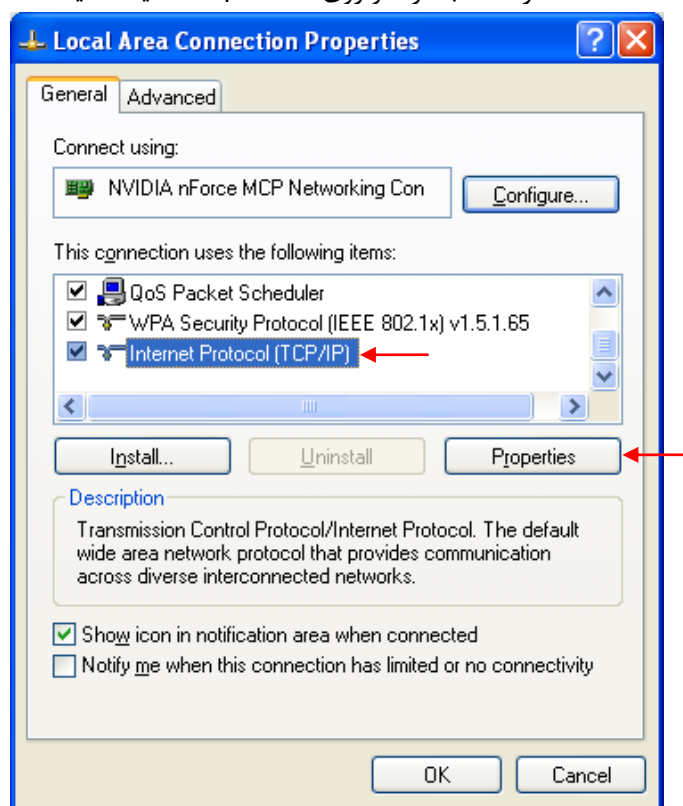 Local Area Connection Properties
General Advanced
Connect using:
NVIDIA nForce MCP Networking Con Configure...
This connection uses the following items:
QoS Packet Scheduler
WPA Security Protocol (IEEE 802.1x) v1.5.1.65
Internet Protocol (TCP/IP)
Install... Uninstall Properties
Description
Transmission Control Protocol/Internet Protocol. The default
wide area network protocol that provides communication
across diverse interconnected networks.
Show icon in notification area when connected
Notify me when this connection has limited or no connectivity
OK Cancel